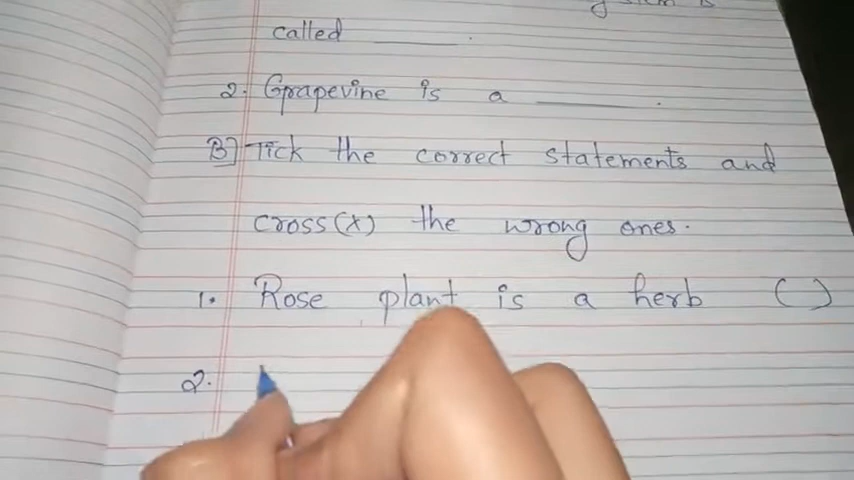 called ______.
2. Grapevine is a ______.
B] Tick the correct statements and
cross(x) the wrong ones.
1. Rose plant is a herb ( )
2.